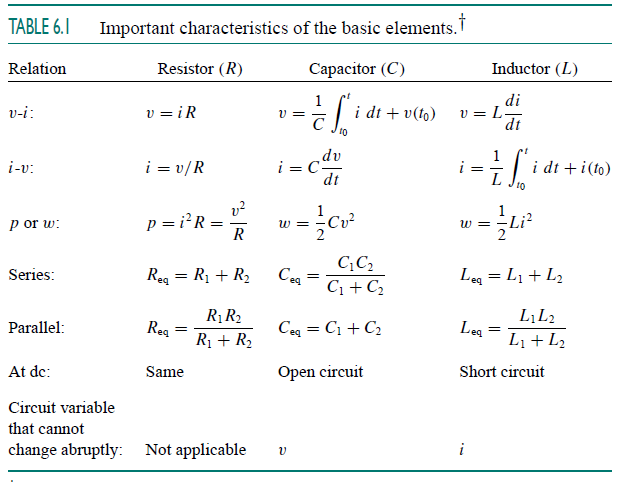 TABLE 6.1 Important characteristics of the basic elements.†
Relation Resistor (R) Capacitor (C) Inductor (L)
v-i: v = iR v = 1/C ∫_{t0}^{t} i dt + v(t0) v = L di/dt
i-v: i = v/R i = C dv/dt i = 1/L ∫_{t0}^{t} i dt + i(t0)
p or w: p = i²R = v²/R w = 1/2 Cv² w = 1/2 Li²
Series: Req = R1 + R2 Ceq = C1C2/(C1 + C2) Leq = L1 + L2
Parallel: Req = R1R2/(R1 + R2) Ceq = C1 + C2 Leq = L1L2/(L1 + L2)
At dc: Same Open circuit Short circuit
Circuit variable
that cannot
change abruptly: Not applicable v i